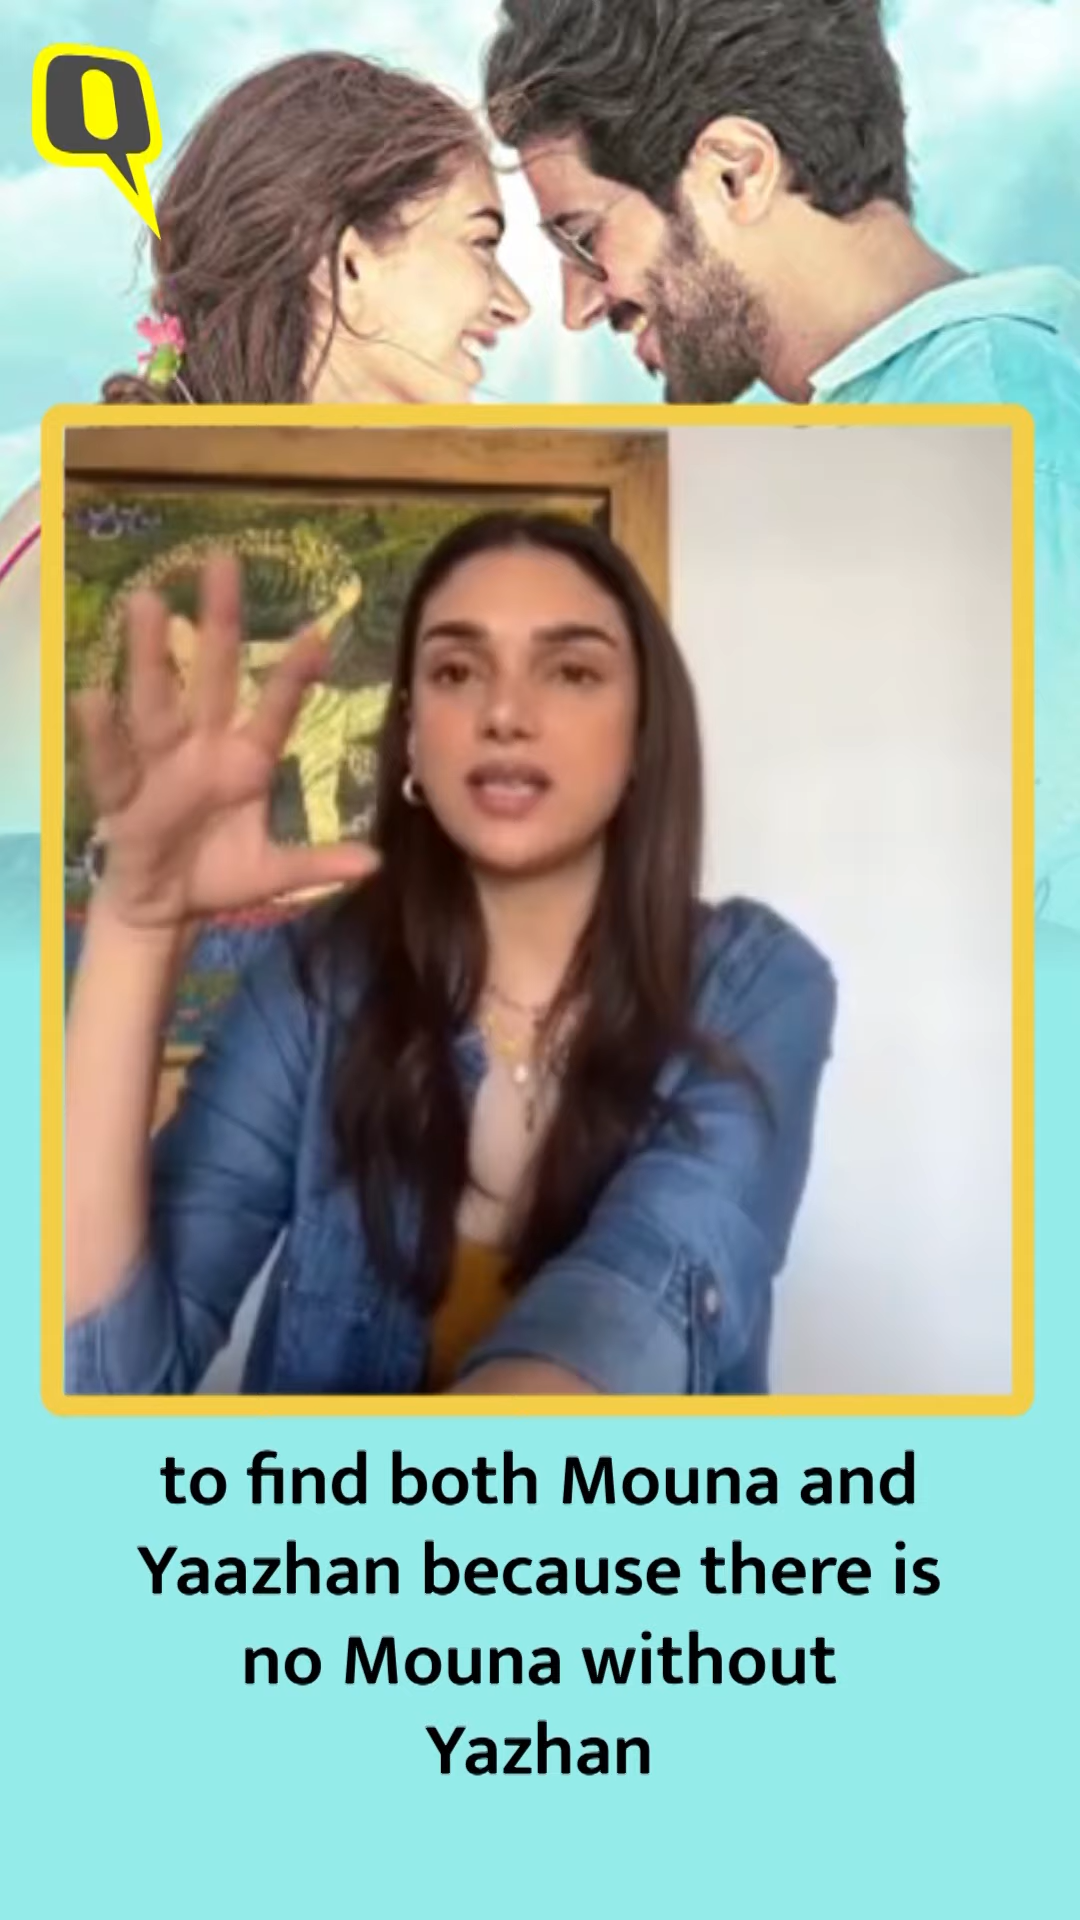 Q
to find both Mouna and
Yaazhan because there is
no Mouna without
Yazhan